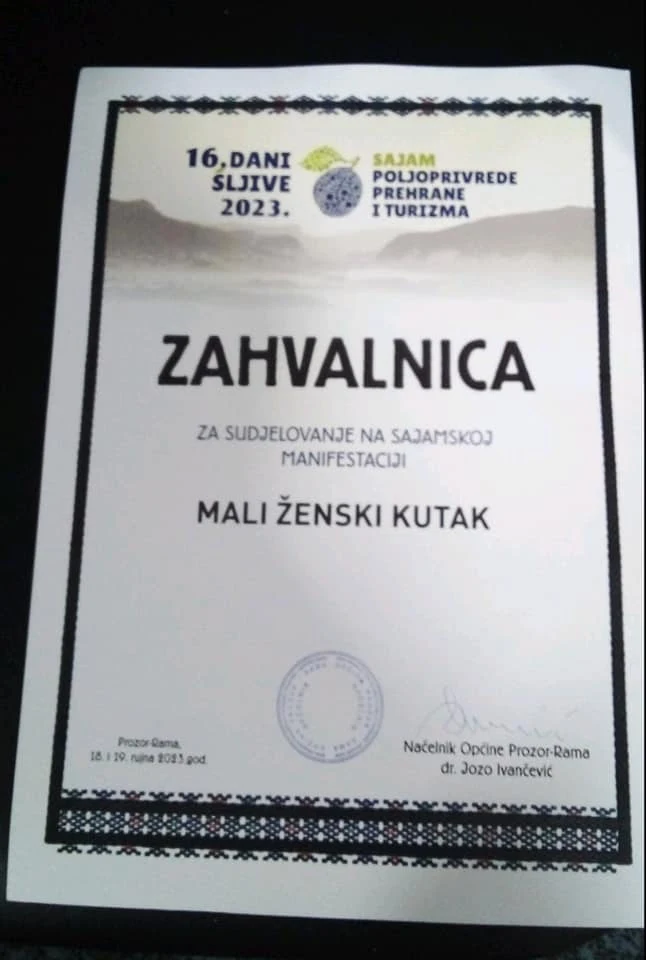 16. DANI
ŠLJIVE
2023.
SAJAM
POLJOPRIVREDE
PREHRANE
I TURIZMA
ZAHVALNICA
ZA SUDJELOVANJE NA SAJAMSKOJ
MANIFESTACIJI
MALI ŽENSKI KUTAK
Prozor-Rama,
18. i 19. rujna 2023.god.
Načelnik Općine Prozor-Rama
dr. Jozo Ivančević